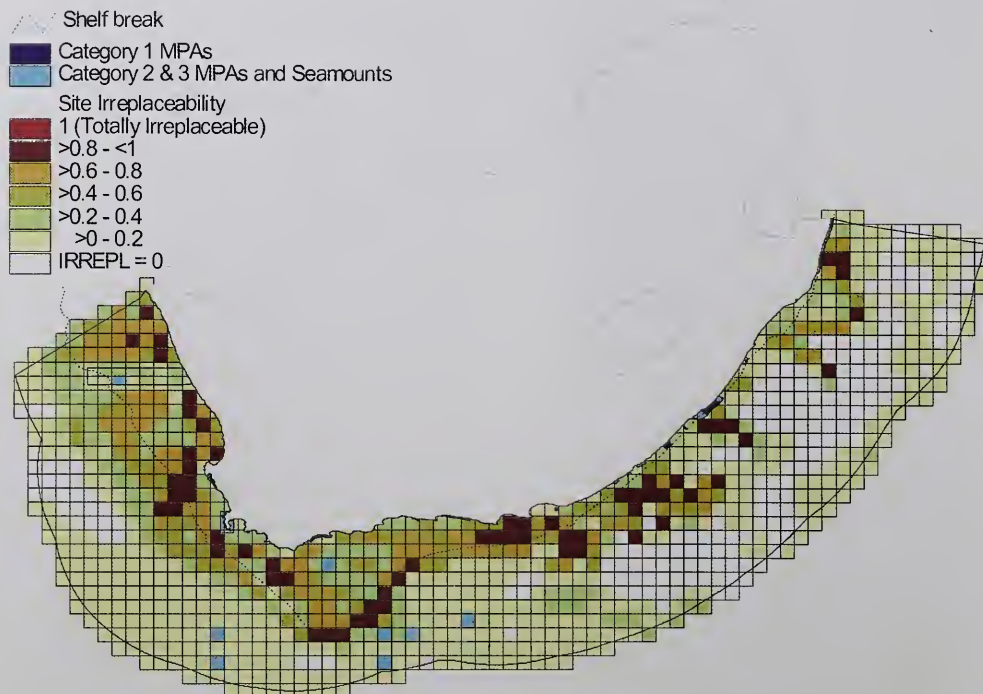 Shelf break
Category 1 MPAs
Category 2 & 3 MPAs and Seamounts
Site Irreplaceability
1 (Totally Irreplaceable)
>0.8 - <1
>0.6 - 0.8
>0.4 - 0.6
>0.2 - 0.4
>0 - 0.2
IRREPL = 0